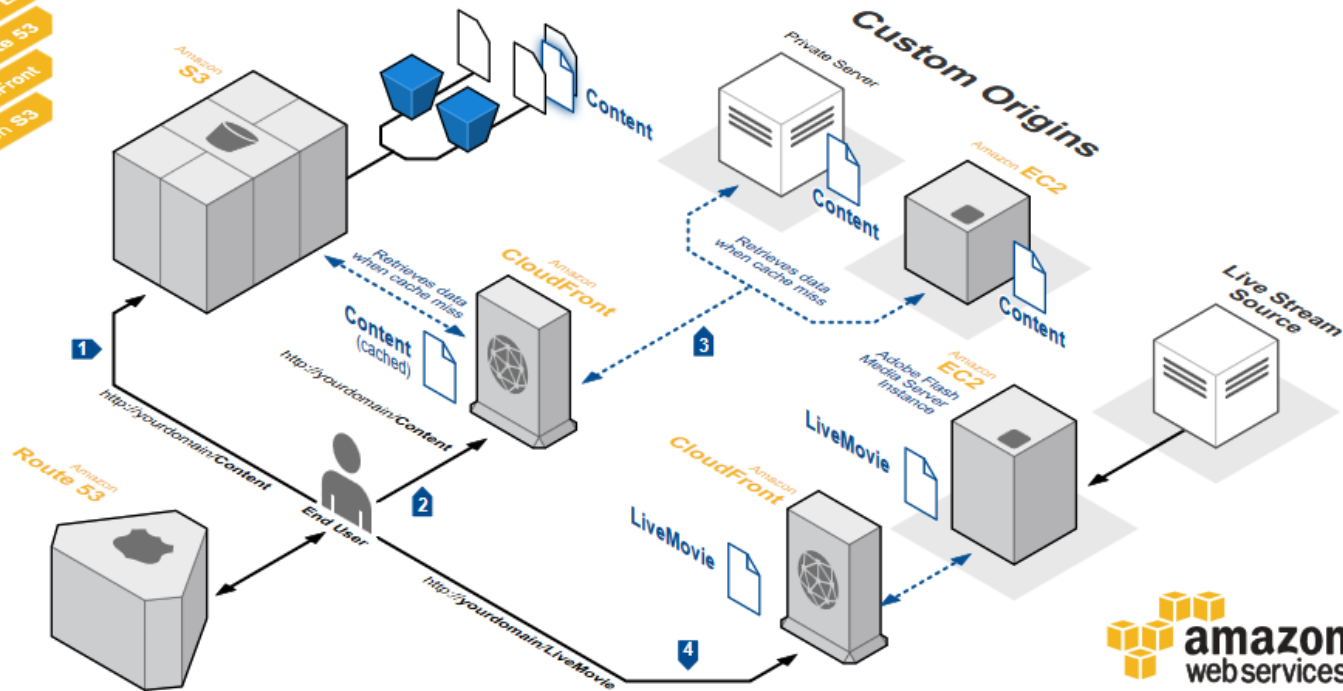 53
Front
S3
Amazon
S3
Content
Private Server
Custom Origins
Content
Amazon EC2
Content
Retrieves data
when cache miss
Retrieves data
when cache miss
Amazon
CloudFront
Content
(cached)
1
3
Live Stream
Source
http://yourdomain/Content
http://yourdomain/Content
Amazon
EC2
Adobe Flash
Media Server
Instance
LiveMovie
Amazon
Route 53
2
End User
Amazon
CloudFront
LiveMovie
http://yourdomain/LiveMovie
4
amazon
web services